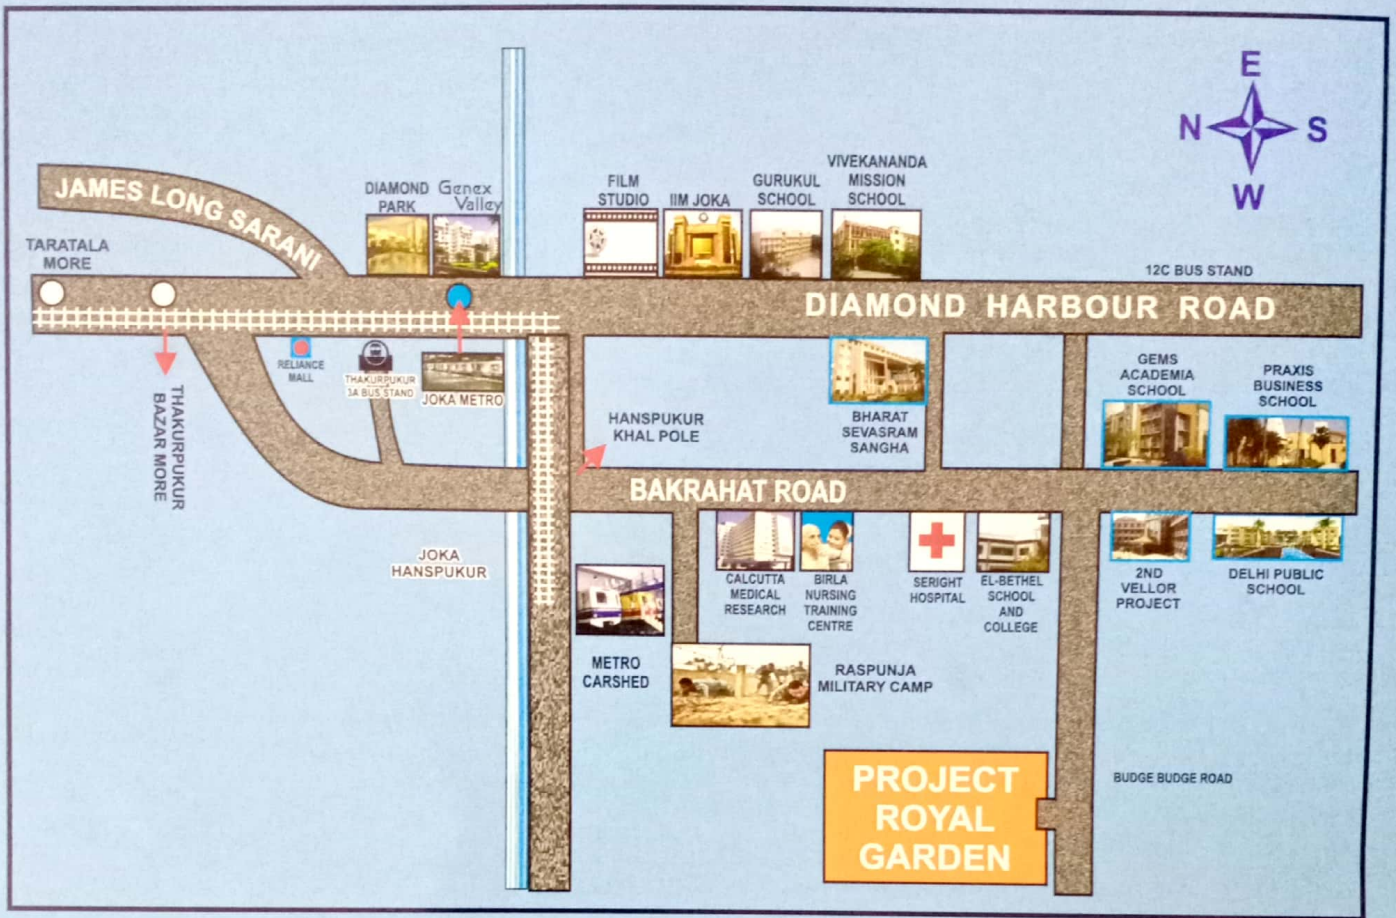 E
N
S
W
JAMES LONG SARANI
TARATALA
MORE
DIAMOND
PARK
Genex
Valley
FILM
STUDIO
IIM JOKA
GURUKUL
SCHOOL
VIVEKANANDA
MISSION
SCHOOL
12C BUS STAND
DIAMOND HARBOUR ROAD
RELIANCE
MALL
THAKURPUKUR
3A BUS STAND
JOKA METRO
THAKURPUKUR
BAZAR MORE
HANSPUKUR
KHAL POLE
BHARAT
SEVASRAM
SANGHA
GEMS
ACADEMIA
SCHOOL
PRAXIS
BUSINESS
SCHOOL
BAKRAHAT ROAD
JOKA
HANSPUKUR
CALCUTTA
MEDICAL
RESEARCH
BIRLA
NURSING
TRAINING
CENTRE
SERIGHT
HOSPITAL
EL-BETHEL
SCHOOL
AND
COLLEGE
2ND
VELLOR
PROJECT
DELHI PUBLIC
SCHOOL
METRO
CARSHED
RASPUNJA
MILITARY CAMP
PROJECT
ROYAL
GARDEN
BUDGE BUDGE ROAD